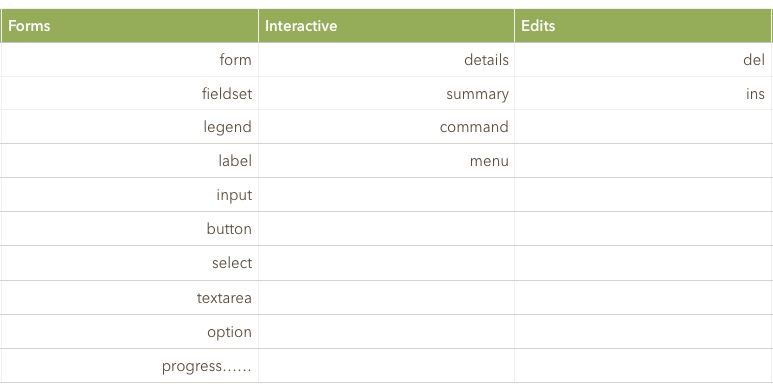 Forms Interactive Edits
form details del
fieldset summary ins
legend command
label menu
input
button
select
textarea
option
progress……